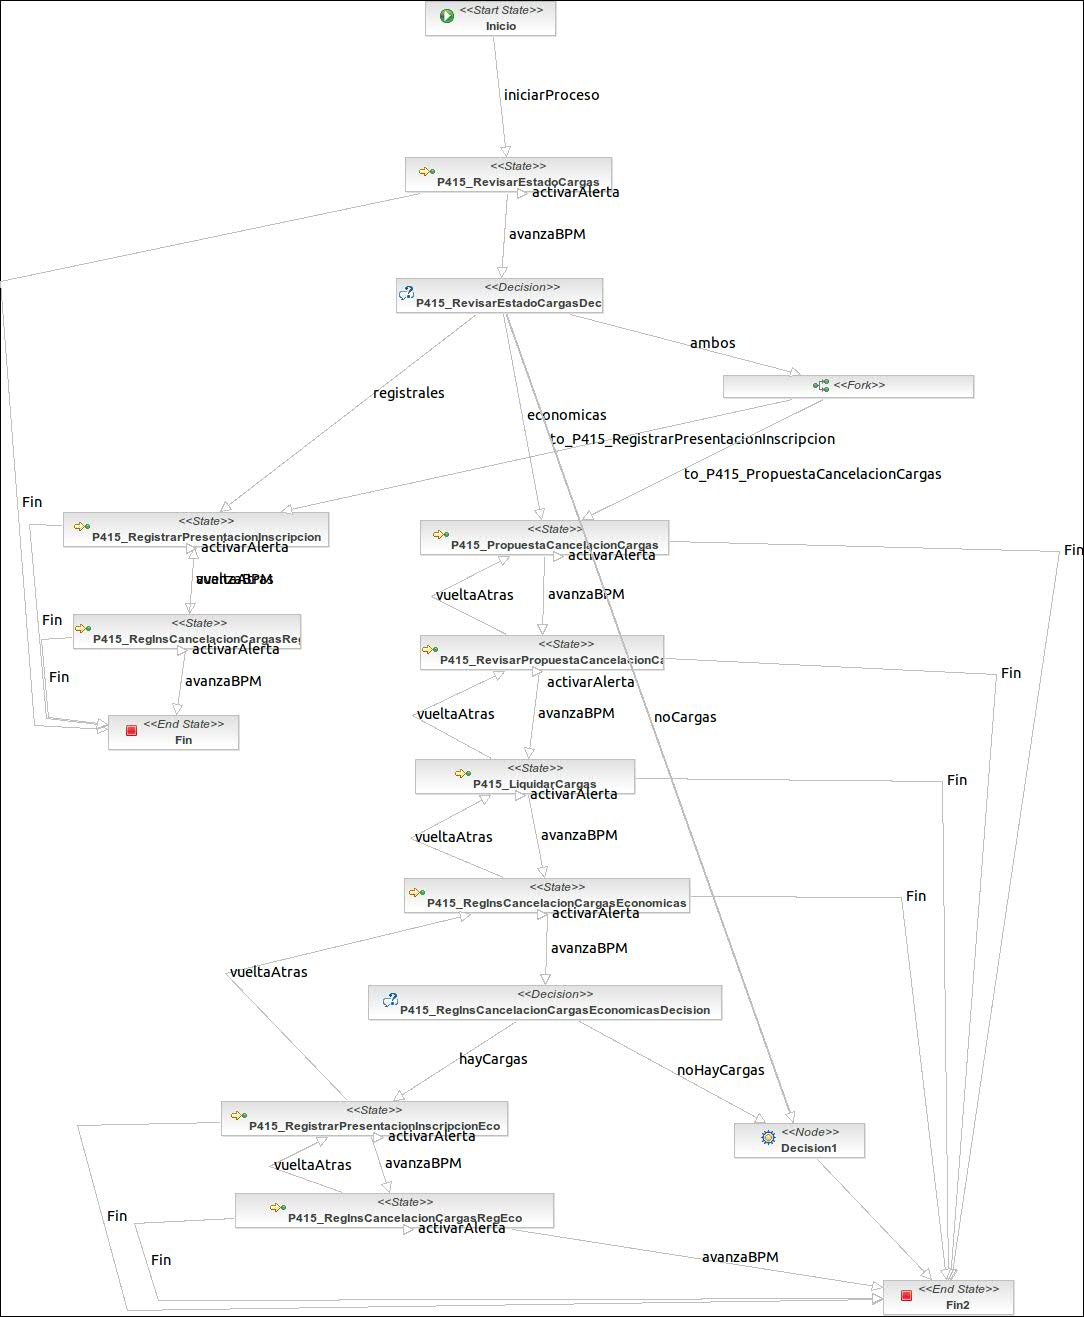 <<Start State>>
Inicio
iniciarProceso
<<State>>
P415_RevisarEstadoCargas
activarAlerta
avanzaBPM
<<Decision>>
P415_RevisarEstadoCargasDec
ambos
<<Fork>>
registrales
economicas
to_P415_RegistrarPresentacionInscripcion
to_P415_PropuestaCancelacionCargas
Fin
<<State>>
P415_RegistrarPresentacionInscripcion
activarAlerta
<<State>>
P415_PropuestaCancelacionCargas
activarAlerta
Fin
vueltaAtras
avanzaBPM
vueltaAtras
avanzaBPM
Fin
<<State>>
P415_RegInsCancelacionCargasReg
activarAlerta
<<State>>
P415_RevisarPropuestaCancelacionCa
activarAlerta
Fin
Fin
avanzaBPM
vueltaAtras
avanzaBPM
noCargas
<<End State>>
Fin
<<State>>
P415_LiquidarCargas
activarAlerta
Fin
vueltaAtras
avanzaBPM
<<State>>
P415_RegInsCancelacionCargasEconomicas
activarAlerta
Fin
avanzaBPM
vueltaAtras
<<Decision>>
P415_RegInsCancelacionCargasEconomicasDecision
hayCargas
noHayCargas
<<State>>
P415_RegistrarPresentacionInscripcionEco
activarAlerta
<<Node>>
Decision1
vueltaAtras
avanzaBPM
<<State>>
P415_RegInsCancelacionCargasRegEco
activarAlerta
Fin
Fin
avanzaBPM
<<End State>>
Fin2